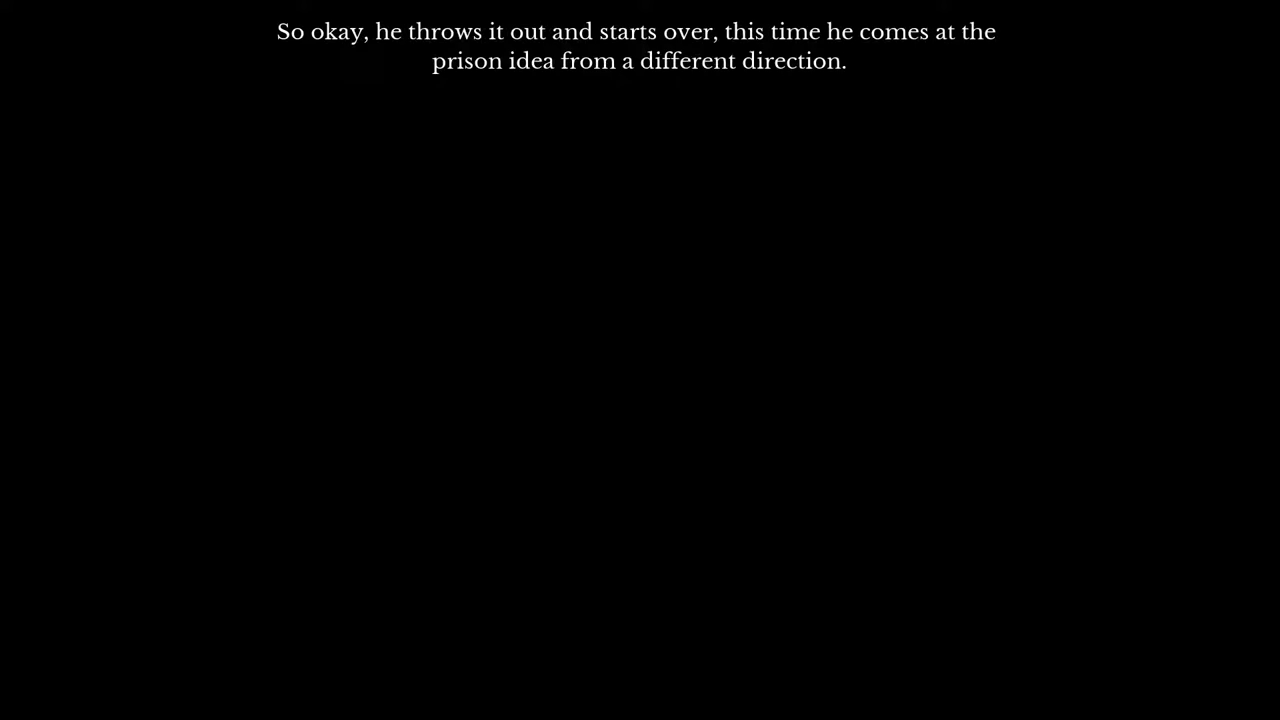 So okay, he throws it out and starts over, this time he comes at the
prison idea from a different direction.